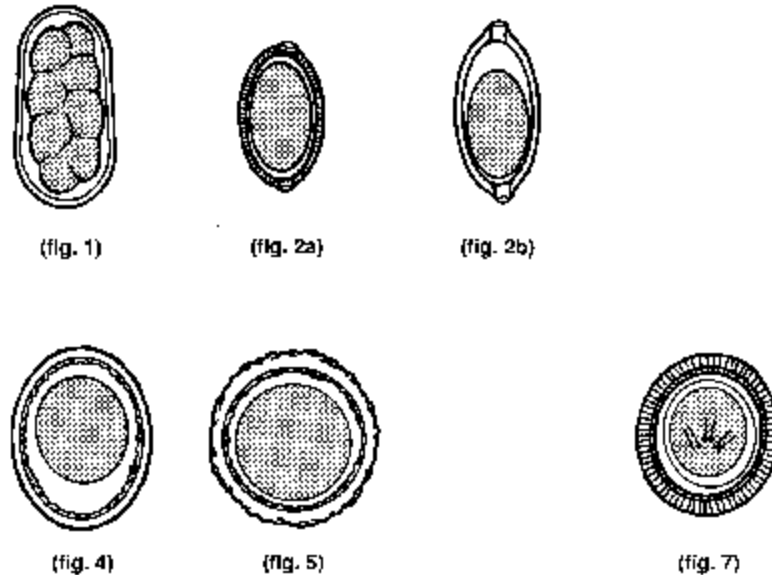 (fig. 1)
(fig. 2a)
(fig. 2b)
(fig. 4)
(fig. 5)
(fig. 7)